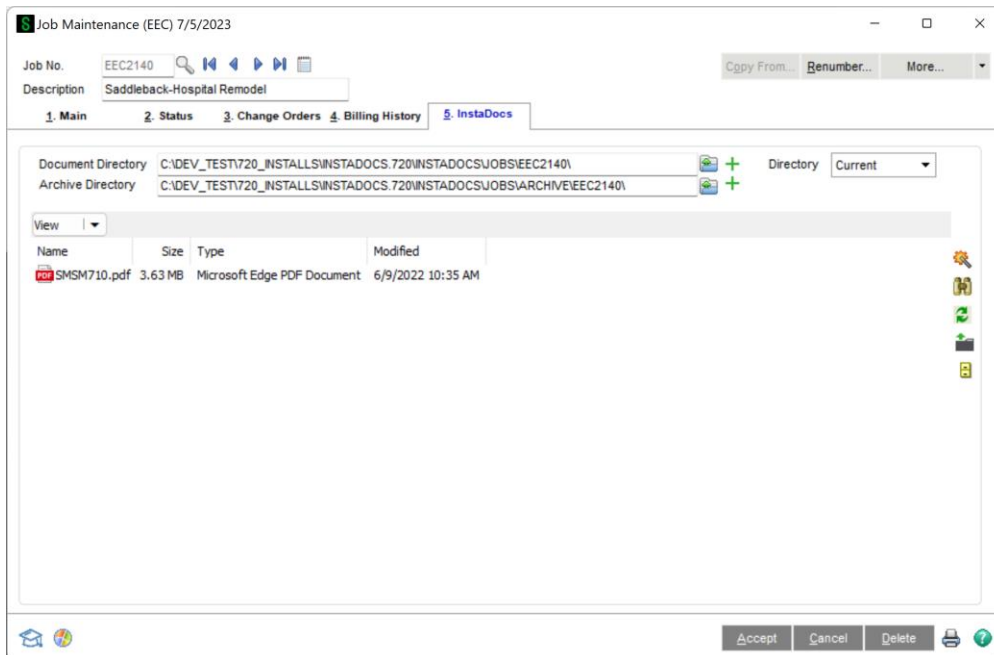 S Job Maintenance (EEC) 7/5/2023
Job No. EEC2140 Copy From... Renumber... More...
Description Saddleback-Hospital Remodel
1. Main 2. Status 3. Change Orders 4. Billing History 5. InstaDocs
Document Directory C:\DEV_TEST\720_INSTALLS\INSTADOCS.720\INSTADOCS\JOBS\EEC2140\ Directory Current
Archive Directory C:\DEV_TEST\720_INSTALLS\INSTADOCS.720\INSTADOCS\JOBS\ARCHIVE\EEC2140\
View
Name Size Type Modified
PDF SMSM710.pdf 3.63 MB Microsoft Edge PDF Document 6/9/2022 10:35 AM
Accept Cancel Delete ?